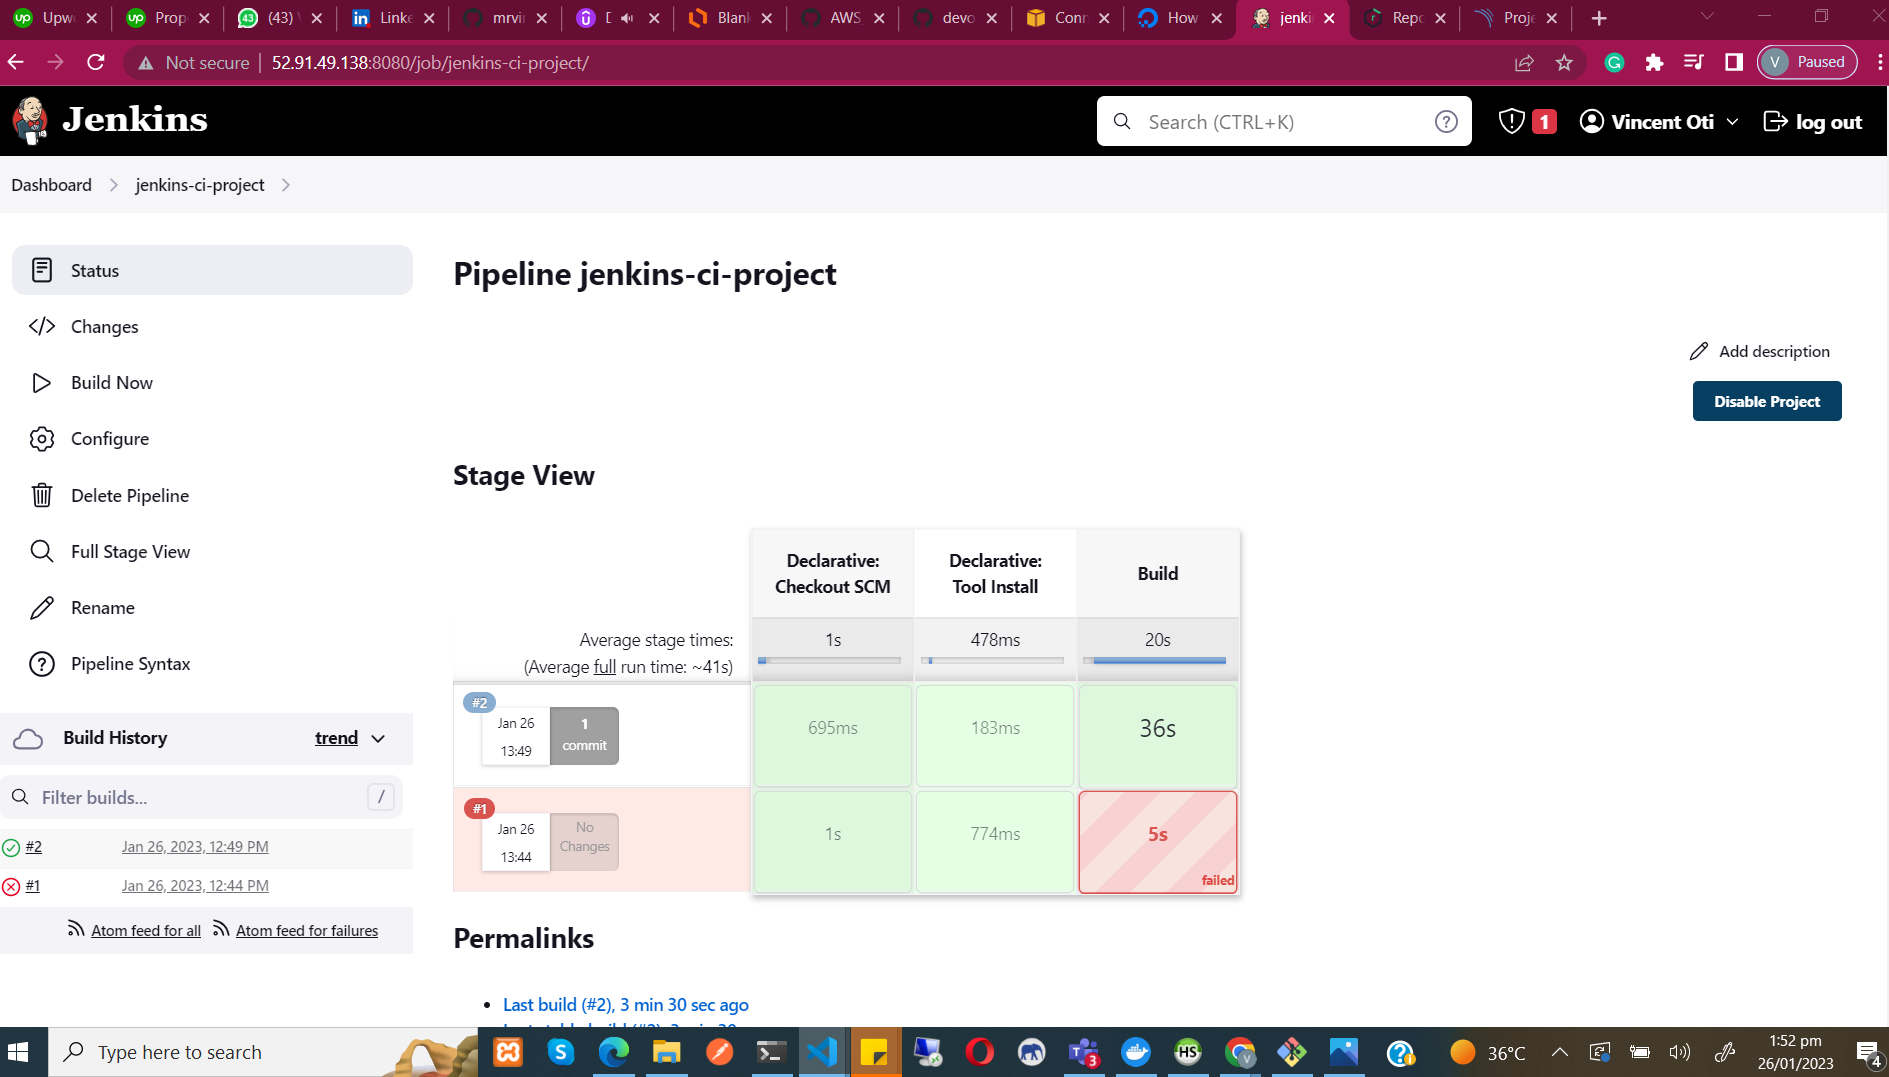 Upw
Prop
(43)
Linke
mrvin
Blank
AWS
devo
Conn
How
jenki
Repo
Proje
Not secure
52.91.49.138:8080/job/jenkins-ci-project/
V
Paused
Jenkins
Search (CTRL+K)
1
Vincent Oti
log out
Dashboard
jenkins-ci-project
Status
Changes
Build Now
Configure
Delete Pipeline
Full Stage View
Rename
Pipeline Syntax
Build History
trend
Filter builds...
/
#2
Jan 26, 2023, 12:49 PM
#1
Jan 26, 2023, 12:44 PM
Atom feed for all
Atom feed for failures
Pipeline jenkins-ci-project
Add description
Disable Project
Stage View
Declarative:
Checkout SCM
Declarative:
Tool Install
Build
Average stage times:
(Average full run time: ~41s)
1s
478ms
20s
#2
Jan 26
13:49
1
commit
695ms
183ms
36s
#1
Jan 26
13:44
No
Changes
1s
774ms
5s
failed
Permalinks
Last build (#2), 3 min 30 sec ago
Type here to search
3
HS
V
36°C
1:52 pm
26/01/2023
4